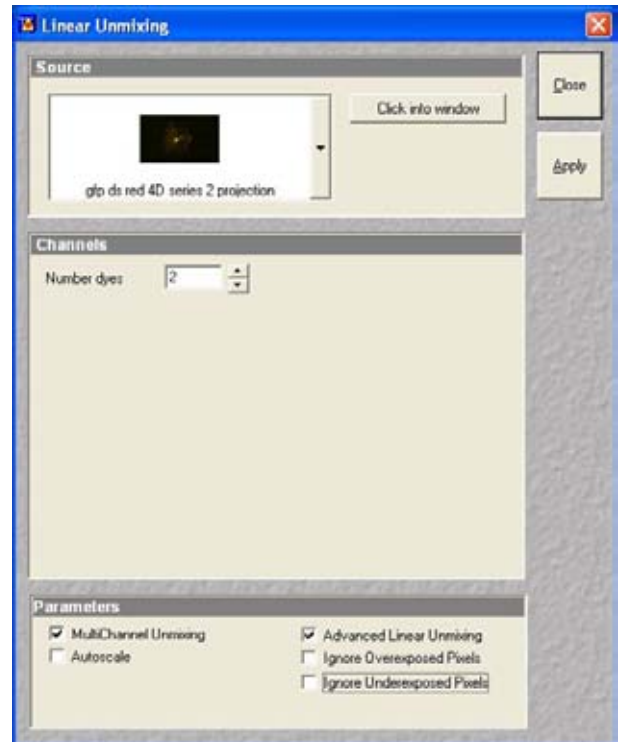 Linear Unmixing
Source
Close
Click into window
Apply
gfp ds red 4D series 2 projection
Channels
Number dyes 2
Parameters
MultiChannel Unmixing Advanced Linear Unmixing
Autoscale Ignore Overexposed Pixels
Ignore Underexposed Pixels